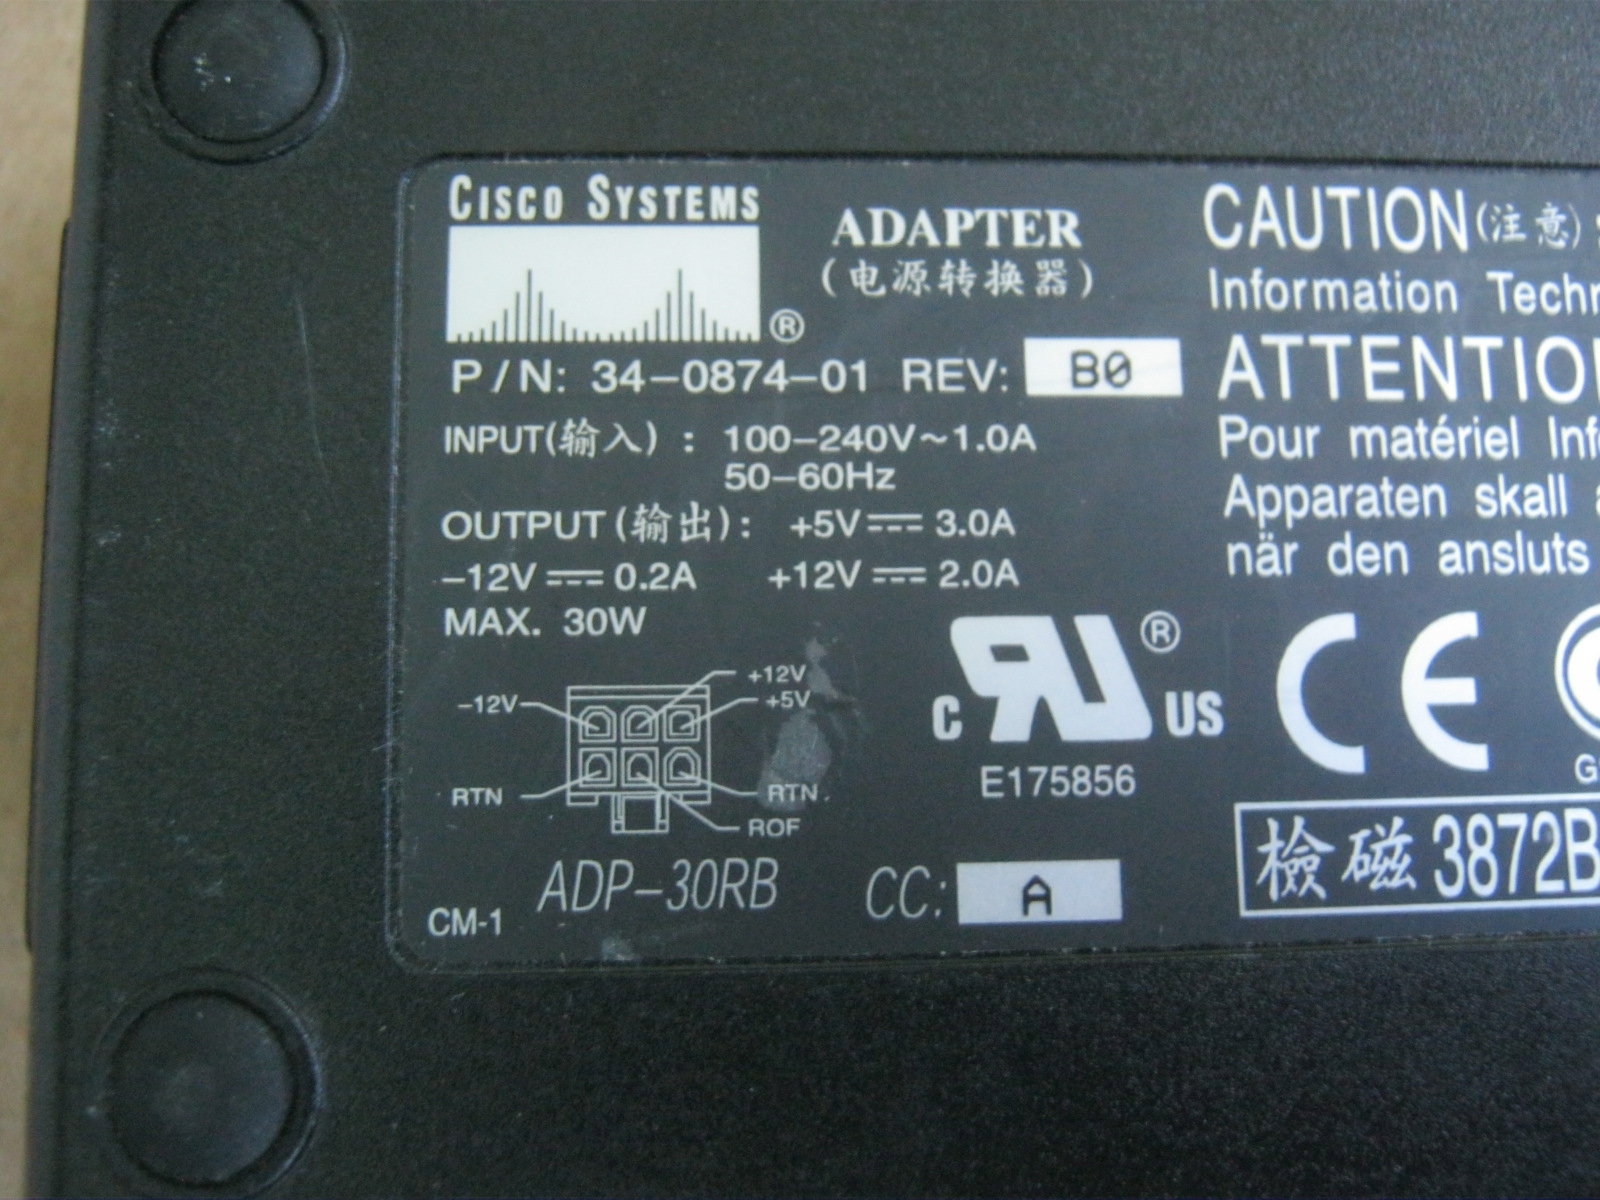 CISCO SYSTEMS
®
ADAPTER
(电源转换器)
P/N: 34-0874-01 REV: B0
INPUT(输入) : 100-240V~1.0A
50-60Hz
OUTPUT(输出): +5V⎓3.0A
-12V⎓0.2A +12V⎓2.0A
MAX. 30W
+12V
-12V
+5V
RTN
RTN
ROF
ADP-30RB
CM-1
CC: A
C RU US ®
E175856
CAUTION(注意):
Information
ATTENTION
Pour matériel
Apparaten skall
när den ansluts
CE
檢磁 3872B